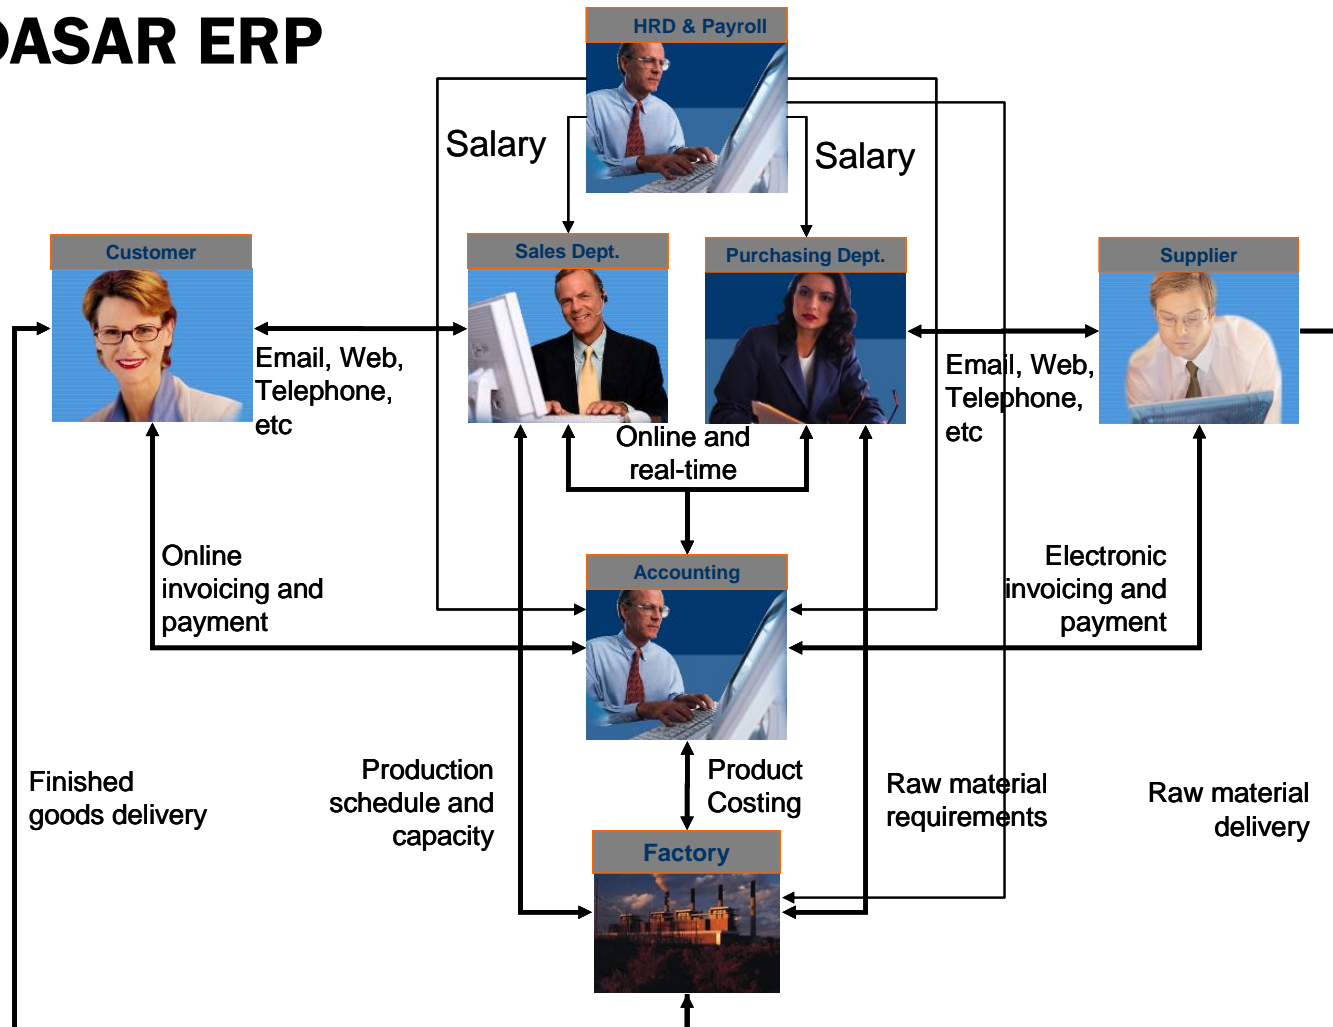 DASAR ERP
HRD & Payroll
Salary
Salary
Customer
Sales Dept.
Purchasing Dept.
Supplier
Email, Web,
Telephone,
etc
Email, Web,
Telephone,
etc
Online and
real-time
Online
invoicing and
payment
Accounting
Electronic
invoicing and
payment
Finished
goods delivery
Production
schedule and
capacity
Product
Costing
Raw material
requirements
Raw material
delivery
Factory